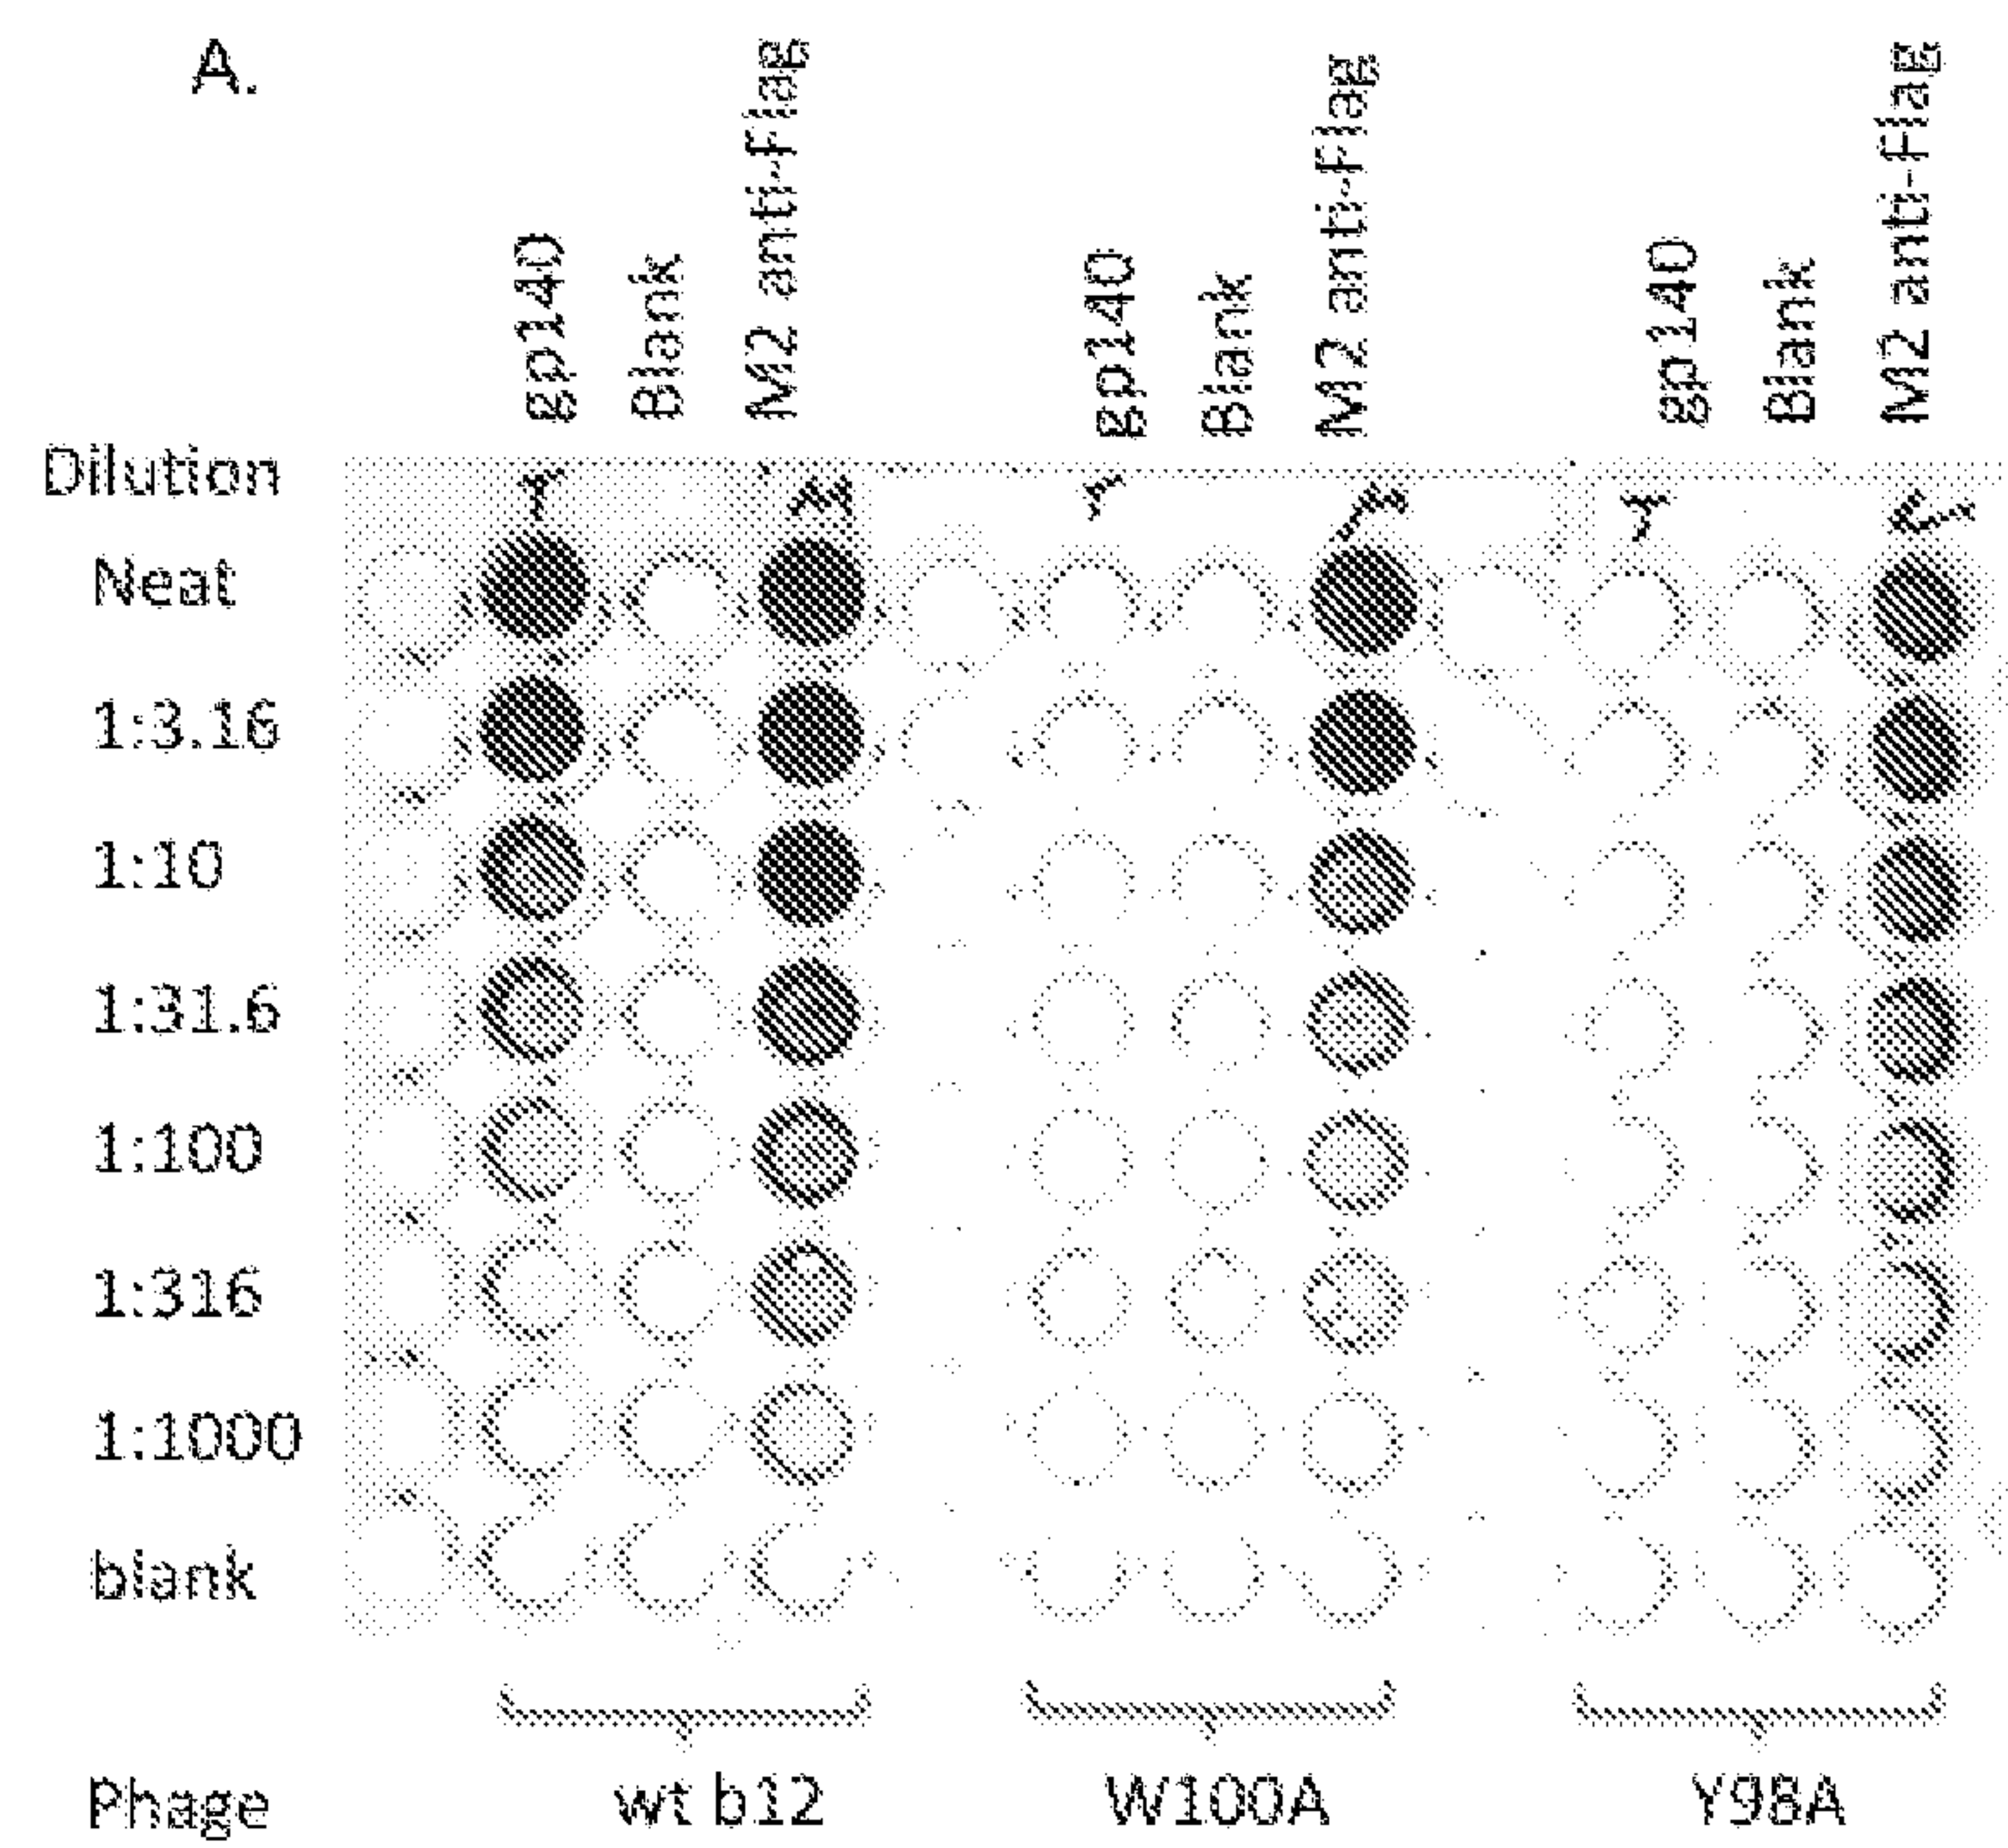 A.
gp140 Blank M2 anti-Flag gp140 Blank M2 anti-Flag gp140 Blank M2 anti-Flag
Dilution
Neat
1:3.16
1:10
1:31.6
1:100
1:316
1:1000
blank
Phage wt b12 W100A Y98A